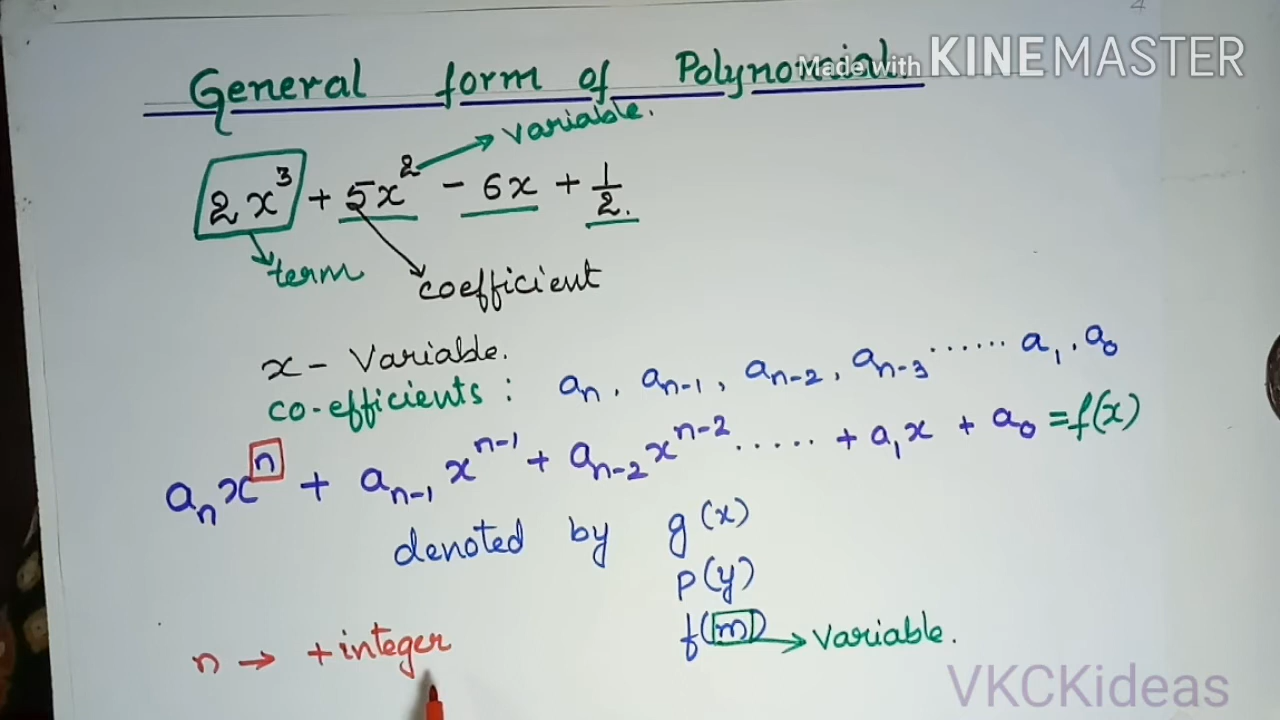 4
General form of Polynomial.
Made with KINEMASTER
variable.
2x³ + 5x² - 6x + 1/2.
term
coefficient
x - Variable.
co-efficients : aₙ, aₙ₋₁, aₙ₋₂, aₙ₋₃ ...... a₁, a₀
aₙxⁿ + aₙ₋₁xⁿ⁻¹ + aₙ₋₂xⁿ⁻² ..... + a₁x + a₀ = f(x)
denoted by g(x)
p(y)
f(m) → variable.
n → + integer
VKCKideas